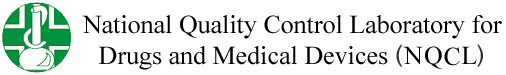 National Quality Control Laboratory for
Drugs and Medical Devices (NQCL)